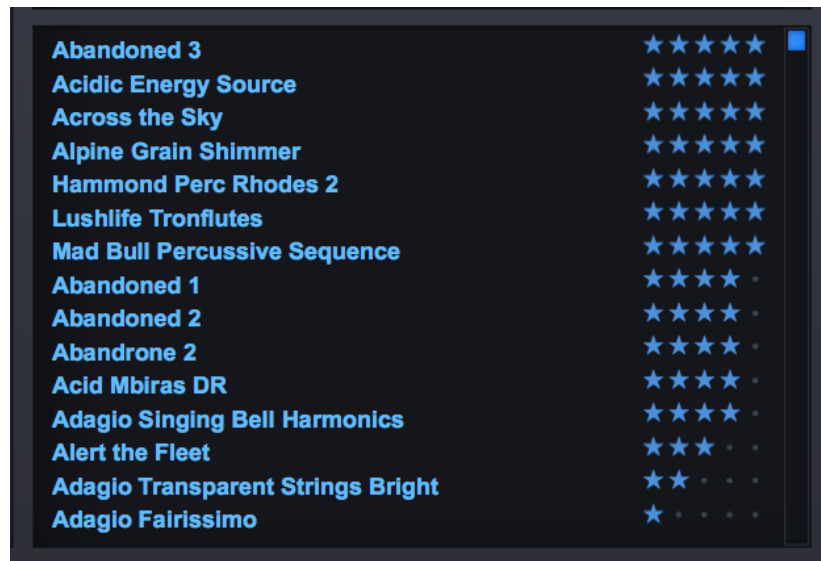 Abandoned 3
Acidic Energy Source
Across the Sky
Alpine Grain Shimmer
Hammond Perc Rhodes 2
Lushlife Tronflutes
Mad Bull Percussive Sequence
Abandoned 1
Abandoned 2
Abandrone 2
Acid Mbiras DR
Adagio Singing Bell Harmonics
Alert the Fleet
Adagio Transparent Strings Bright
Adagio Fairissimo